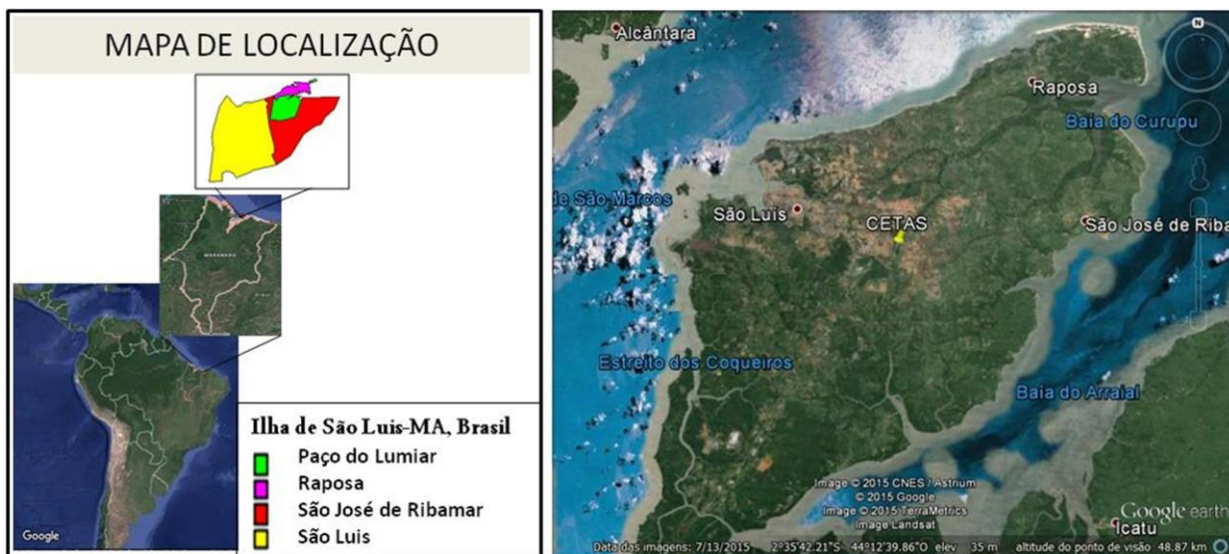 MAPA DE LOCALIZAÇÃO
MARANHÃO
Google
Ilha de São Luis-MA, Brasil
Paço do Lumiar
Raposa
São José de Ribamar
São Luis
Alcântara
Raposa
Baia do Curupu
N
de São Marcos
São Luís
CETAS
São José de Riba
Estreito dos Coqueiros
Baia do Arraial
Image © 2015 CNES / Astrium
© 2015 Google
Image © 2015 TerraMetrics
Image Landsat
Google earth
Icatu
Data das imagens: 7/13/2015 2°35'42.21"S 44°12'39.86"O elev 35 m altitude do ponto de visão 48.87 km